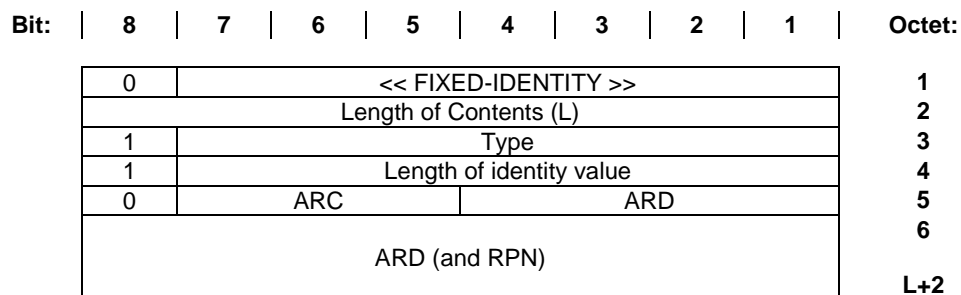 Bit: 8 7 6 5 4 3 2 1 Octet:
0 << FIXED-IDENTITY >> 1
Length of Contents (L) 2
1 Type 3
1 Length of identity value 4
0 ARC ARD 5
6
ARD (and RPN)
L+2